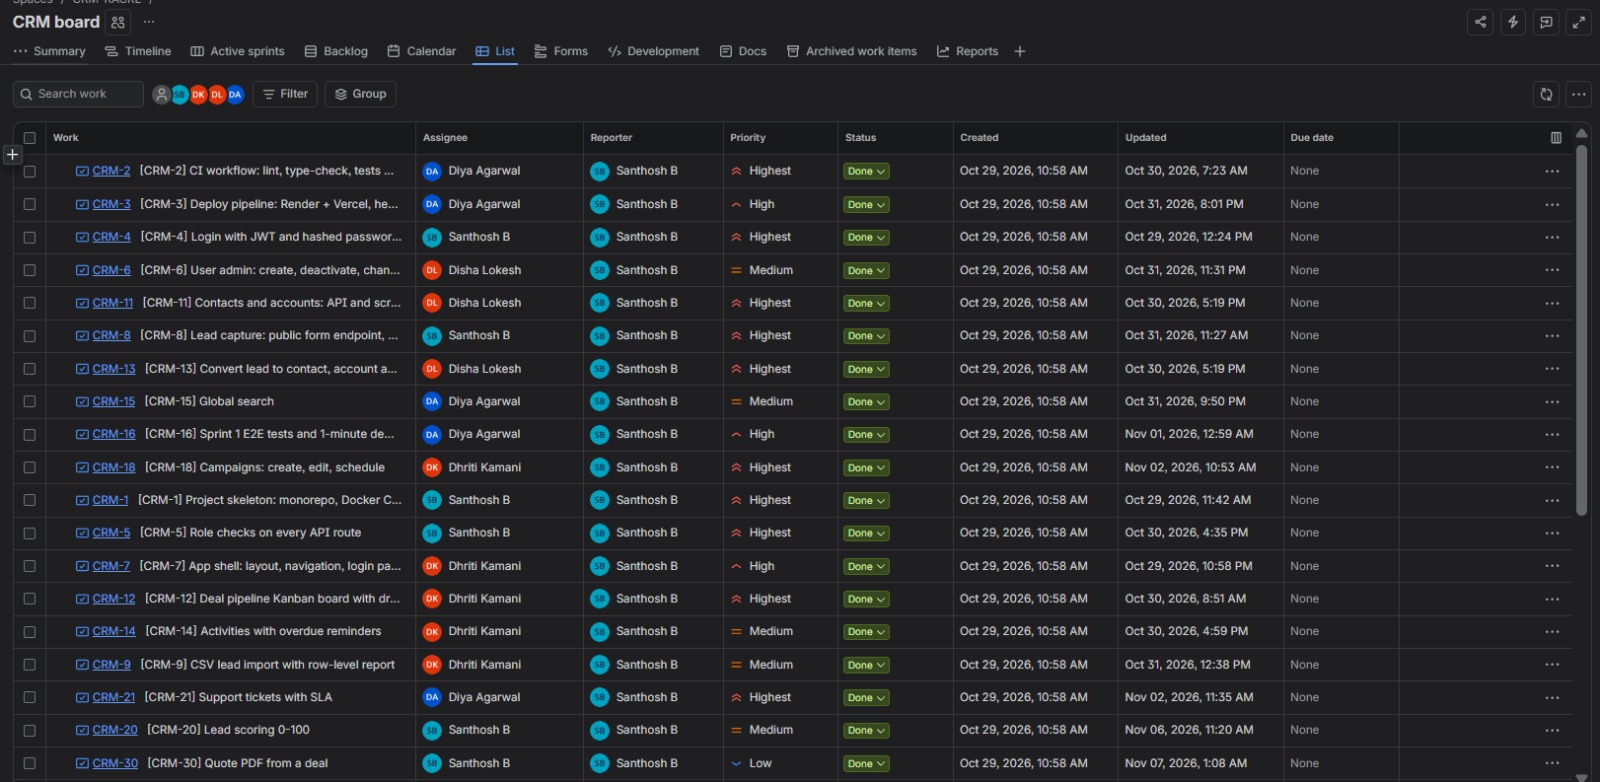 Spaces / CRM-RACRL /
CRM board
Summary Timeline Active sprints Backlog Calendar List Forms Development Docs Archived work items Reports
Search work SB DK DL DA Filter Group
Work Assignee Reporter Priority Status Created Updated Due date
CRM-2 [CRM-2] CI workflow: lint, type-check, tests ... DA Diya Agarwal SB Santhosh B Highest Done Oct 29, 2026, 10:58 AM Oct 30, 2026, 7:23 AM None
CRM-3 [CRM-3] Deploy pipeline: Render + Vercel, he... DA Diya Agarwal SB Santhosh B High Done Oct 29, 2026, 10:58 AM Oct 31, 2026, 8:01 PM None
CRM-4 [CRM-4] Login with JWT and hashed passwor... SB Santhosh B SB Santhosh B Highest Done Oct 29, 2026, 10:58 AM Oct 29, 2026, 12:24 PM None
CRM-6 [CRM-6] User admin: create, deactivate, chan... DL Disha Lokesh SB Santhosh B Medium Done Oct 29, 2026, 10:58 AM Oct 31, 2026, 11:31 PM None
CRM-11 [CRM-11] Contacts and accounts: API and scr... DL Disha Lokesh SB Santhosh B Highest Done Oct 29, 2026, 10:58 AM Oct 30, 2026, 5:19 PM None
CRM-8 [CRM-8] Lead capture: public form endpoint, ... SB Santhosh B SB Santhosh B Highest Done Oct 29, 2026, 10:58 AM Oct 31, 2026, 11:27 AM None
CRM-13 [CRM-13] Convert lead to contact, account a... DL Disha Lokesh SB Santhosh B Highest Done Oct 29, 2026, 10:58 AM Oct 30, 2026, 5:19 PM None
CRM-15 [CRM-15] Global search DA Diya Agarwal SB Santhosh B Medium Done Oct 29, 2026, 10:58 AM Oct 31, 2026, 9:50 PM None
CRM-16 [CRM-16] Sprint 1 E2E tests and 1-minute de... DA Diya Agarwal SB Santhosh B High Done Oct 29, 2026, 10:58 AM Nov 01, 2026, 12:59 AM None
CRM-18 [CRM-18] Campaigns: create, edit, schedule DK Dhriti Kamani SB Santhosh B Highest Done Oct 29, 2026, 10:58 AM Nov 02, 2026, 10:53 AM None
CRM-1 [CRM-1] Project skeleton: monorepo, Docker C... SB Santhosh B SB Santhosh B Highest Done Oct 29, 2026, 10:58 AM Oct 29, 2026, 11:42 AM None
CRM-5 [CRM-5] Role checks on every API route SB Santhosh B SB Santhosh B Highest Done Oct 29, 2026, 10:58 AM Oct 30, 2026, 4:35 PM None
CRM-7 [CRM-7] App shell: layout, navigation, login pa... DK Dhriti Kamani SB Santhosh B High Done Oct 29, 2026, 10:58 AM Oct 29, 2026, 10:58 PM None
CRM-12 [CRM-12] Deal pipeline Kanban board with dr... DK Dhriti Kamani SB Santhosh B Highest Done Oct 29, 2026, 10:58 AM Oct 30, 2026, 8:51 AM None
CRM-14 [CRM-14] Activities with overdue reminders DK Dhriti Kamani SB Santhosh B Medium Done Oct 29, 2026, 10:58 AM Oct 30, 2026, 4:59 PM None
CRM-9 [CRM-9] CSV lead import with row-level report DK Dhriti Kamani SB Santhosh B Medium Done Oct 29, 2026, 10:58 AM Oct 31, 2026, 12:38 PM None
CRM-21 [CRM-21] Support tickets with SLA DA Diya Agarwal SB Santhosh B Highest Done Oct 29, 2026, 10:58 AM Nov 02, 2026, 11:35 AM None
CRM-20 [CRM-20] Lead scoring 0-100 SB Santhosh B SB Santhosh B Medium Done Oct 29, 2026, 10:58 AM Nov 06, 2026, 11:20 AM None
CRM-30 [CRM-30] Quote PDF from a deal SB Santhosh B SB Santhosh B Low Done Oct 29, 2026, 10:58 AM Nov 07, 2026, 1:08 AM None